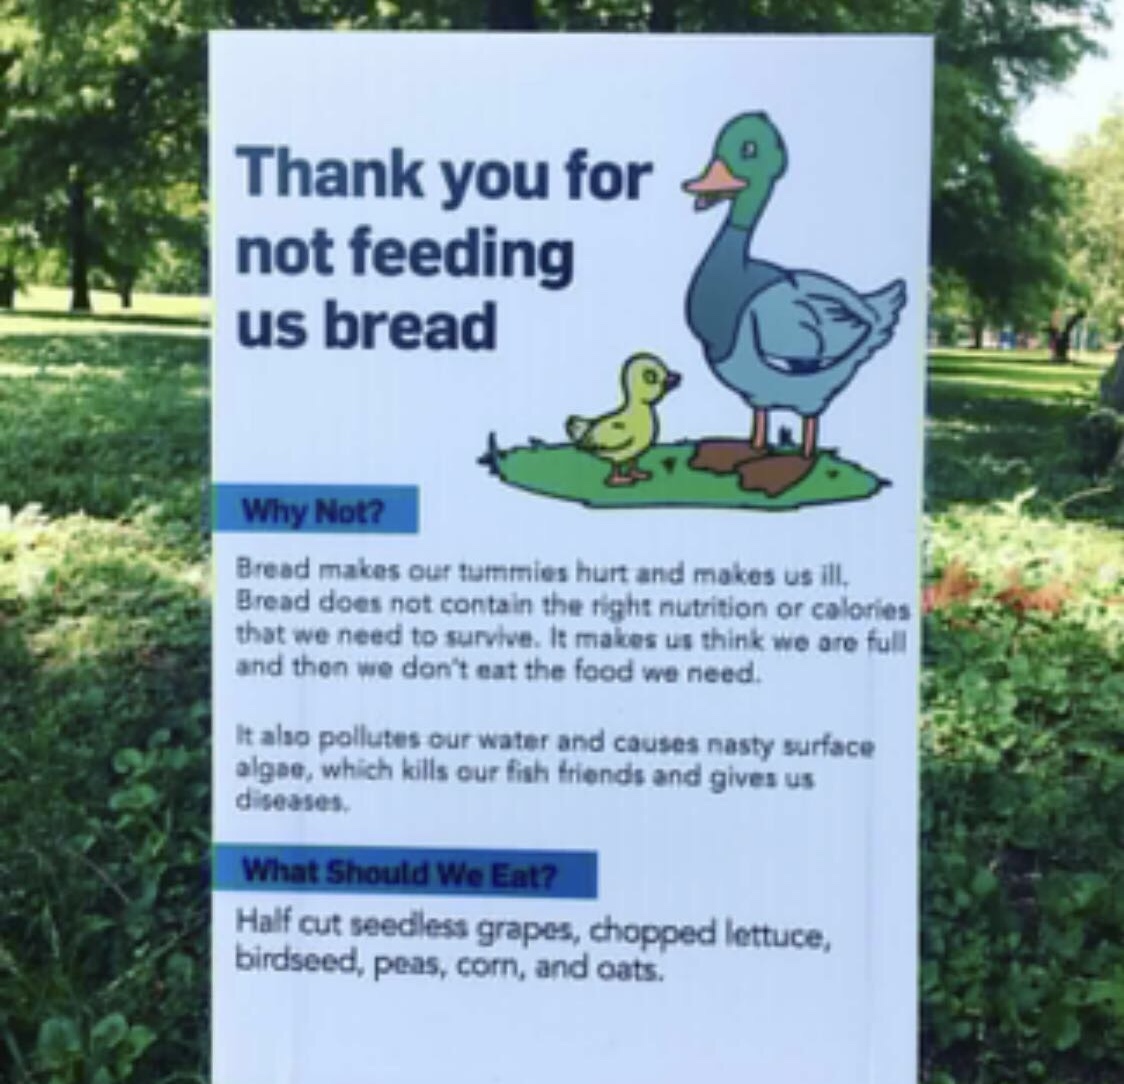 Thank you for
not feeding
us bread
Why Not?
Bread makes our tummies hurt and makes us ill.
Bread does not contain the right nutrition or calories
that we need to survive. It makes us think we are full
and then we don't eat the food we need.
It also pollutes our water and causes nasty surface
algae, which kills our fish friends and gives us
diseases.
What Should We Eat?
Half cut seedless grapes, chopped lettuce,
birdseed, peas, corn, and oats.